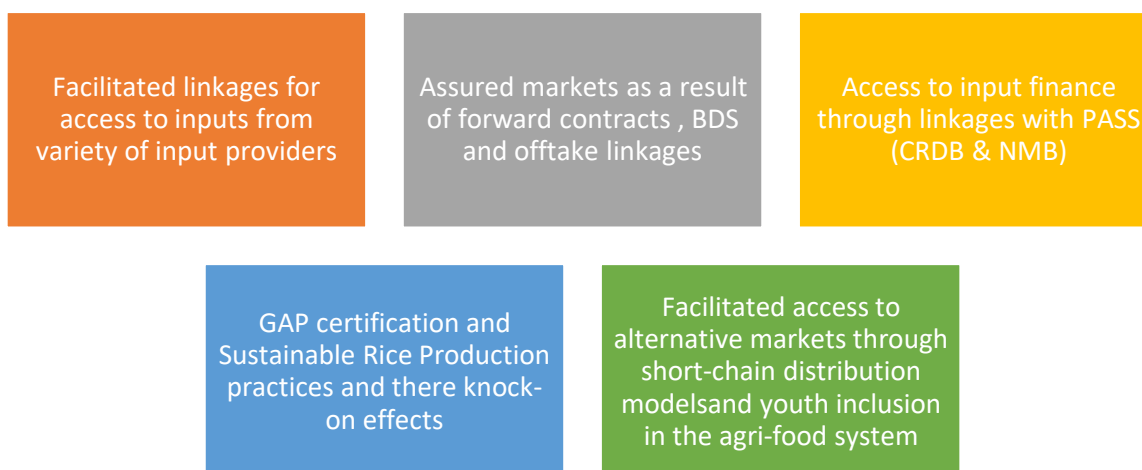 Facilitated linkages for
access to inputs from
variety of input providers
Assured markets as a result
of forward contracts , BDS
and offtake linkages
Access to input finance
through linkages with PASS
(CRDB & NMB)
GAP certification and
Sustainable Rice Production
practices and there knock-
on effects
Facilitated access to
alternative markets through
short-chain distribution
modelsand youth inclusion
in the agri-food system